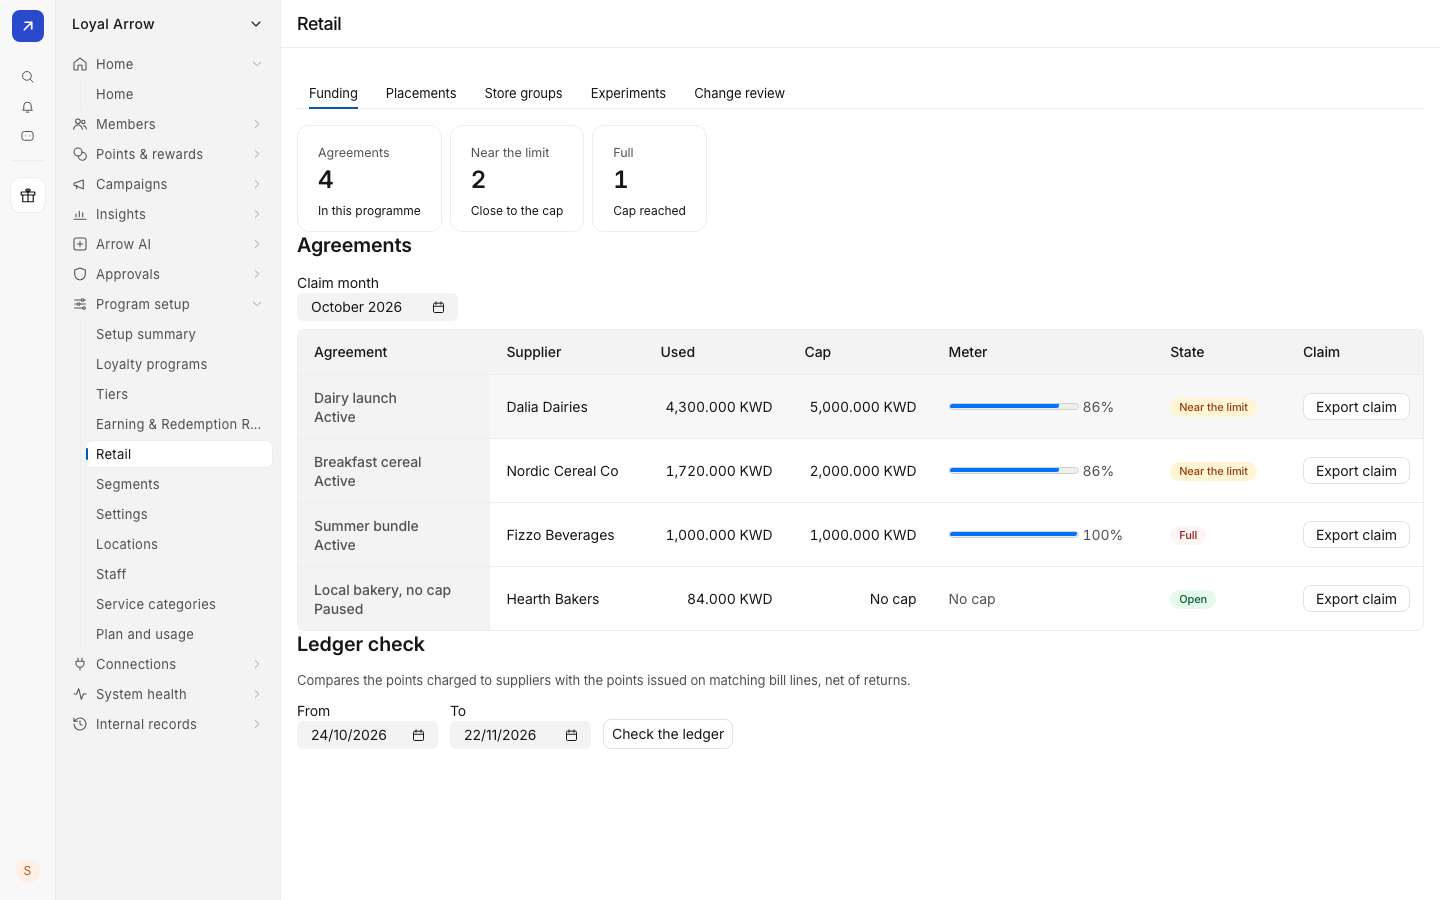 Loyal Arrow
Home
Home
Members
Points & rewards
Campaigns
Insights
Arrow AI
Approvals
Program setup
Setup summary
Loyalty programs
Tiers
Earning & Redemption R...
Retail
Segments
Settings
Locations
Staff
Service categories
Plan and usage
Connections
System health
Internal records
S
Retail
Funding Placements Store groups Experiments Change review
Agreements
4
In this programme
Near the limit
2
Close to the cap
Full
1
Cap reached
Agreements
Claim month
October 2026
Agreement Supplier Used Cap Meter State Claim
Dairy launch
Active
Dalia Dairies 4,300.000 KWD 5,000.000 KWD 86% Near the limit Export claim
Breakfast cereal
Active
Nordic Cereal Co 1,720.000 KWD 2,000.000 KWD 86% Near the limit Export claim
Summer bundle
Active
Fizzo Beverages 1,000.000 KWD 1,000.000 KWD 100% Full Export claim
Local bakery, no cap
Paused
Hearth Bakers 84.000 KWD No cap No cap Open Export claim
Ledger check
Compares the points charged to suppliers with the points issued on matching bill lines, net of returns.
From To
24/10/2026 22/11/2026 Check the ledger